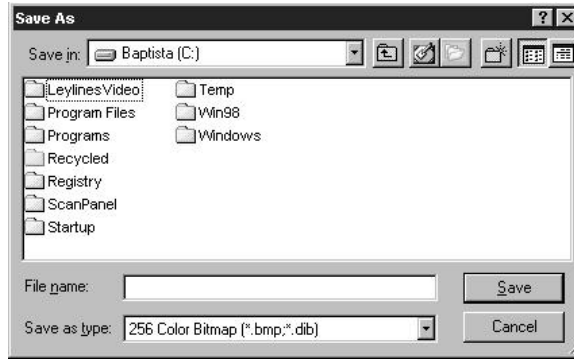 Save As
Save in: Baptista (C:)
LeylinesVideo
Program Files
Programs
Recycled
Registry
ScanPanel
Startup
Temp
Win98
Windows
File name:
Save
Save as type: 256 Color Bitmap (*.bmp;*.dib)
Cancel